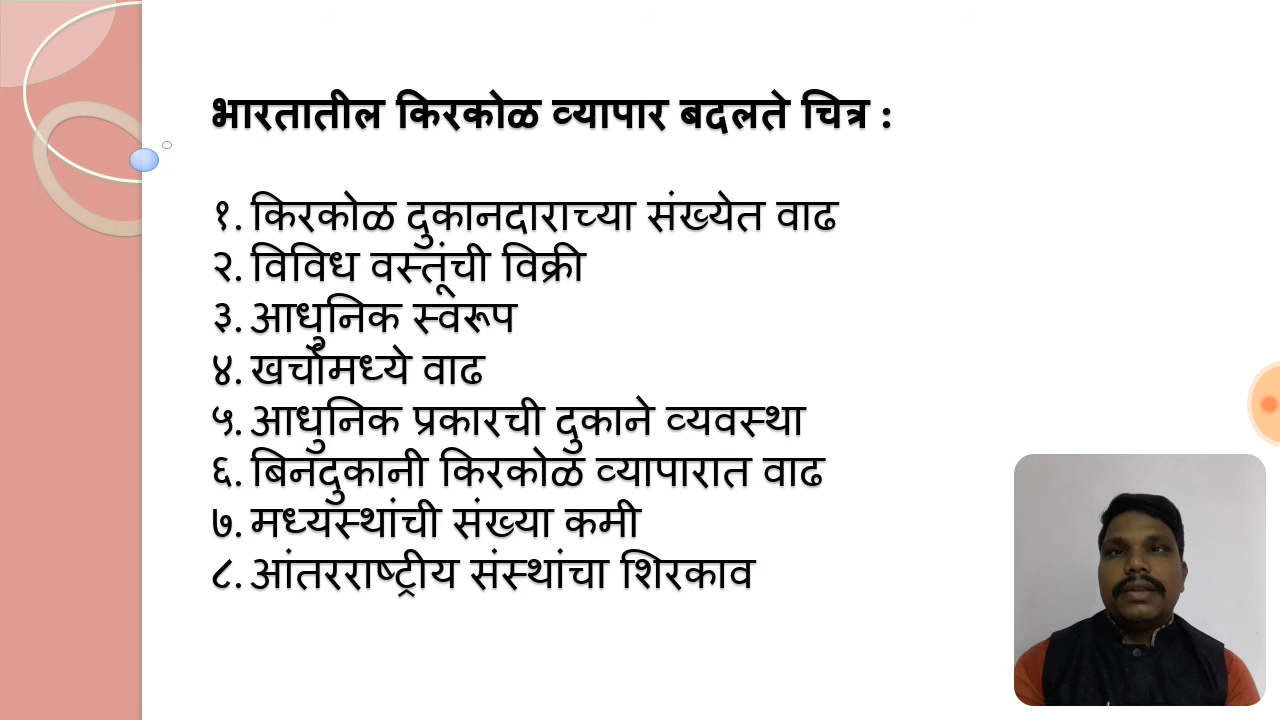 भारतातील किरकोळ व्यापार बदलते चित्र :
१. किरकोळ दुकानदाराच्या संख्येत वाढ
२. विविध वस्तूंची विक्री
३. आधुनिक स्वरूप
४. खर्चामध्ये वाढ
५. आधुनिक प्रकारची दुकाने व्यवस्था
६. बिनदुकानी किरकोळ व्यापारात वाढ
७. मध्यस्थांची संख्या कमी
८. आंतरराष्ट्रीय संस्थांचा शिरकाव